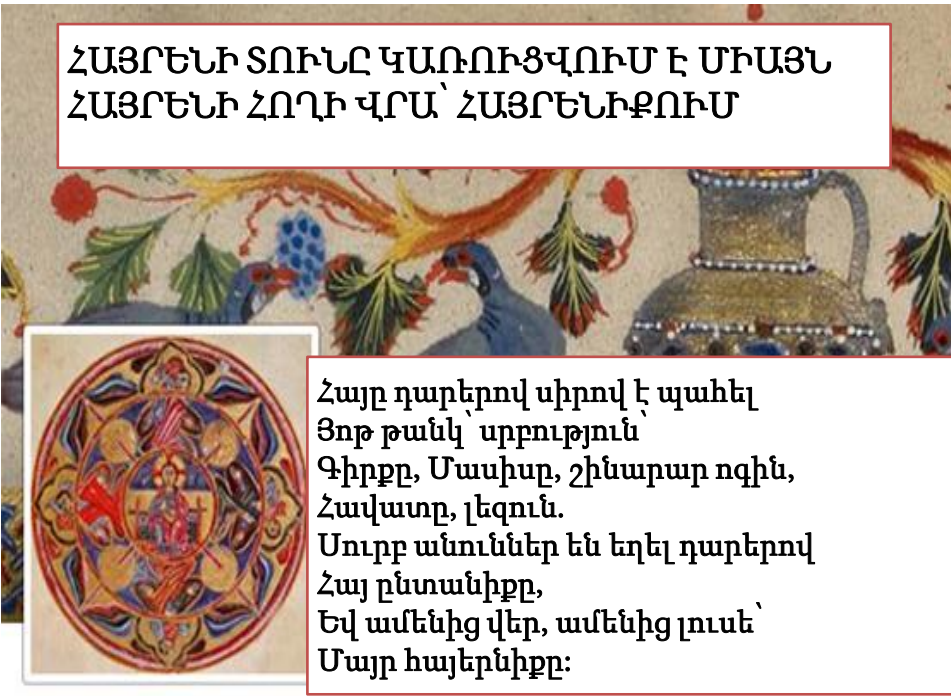 ՀԱՅՐԵՆԻ ՏՈՒՆԸ ԿԱՌՈՒՑՎՈՒՄ Է ՄԻԱՅՆ
ՀԱՅՐԵՆԻ ՀՈՂԻ ՎՐԱ՝ ՀԱՅՐԵՆԻՔՈՒՄ
Հայը դարերով սիրով է պահել
Յոթ թանկ՝ սրբություն՝
Գիրքը, Մասիսը, շինարար ոգին,
Հավատը, լեզուն.
Սուրբ անուններ են եղել դարերով
Հայ ընտանիքը,
Եվ ամենից վեր, ամենից լուսե՝
Մայր հայերնիքը: